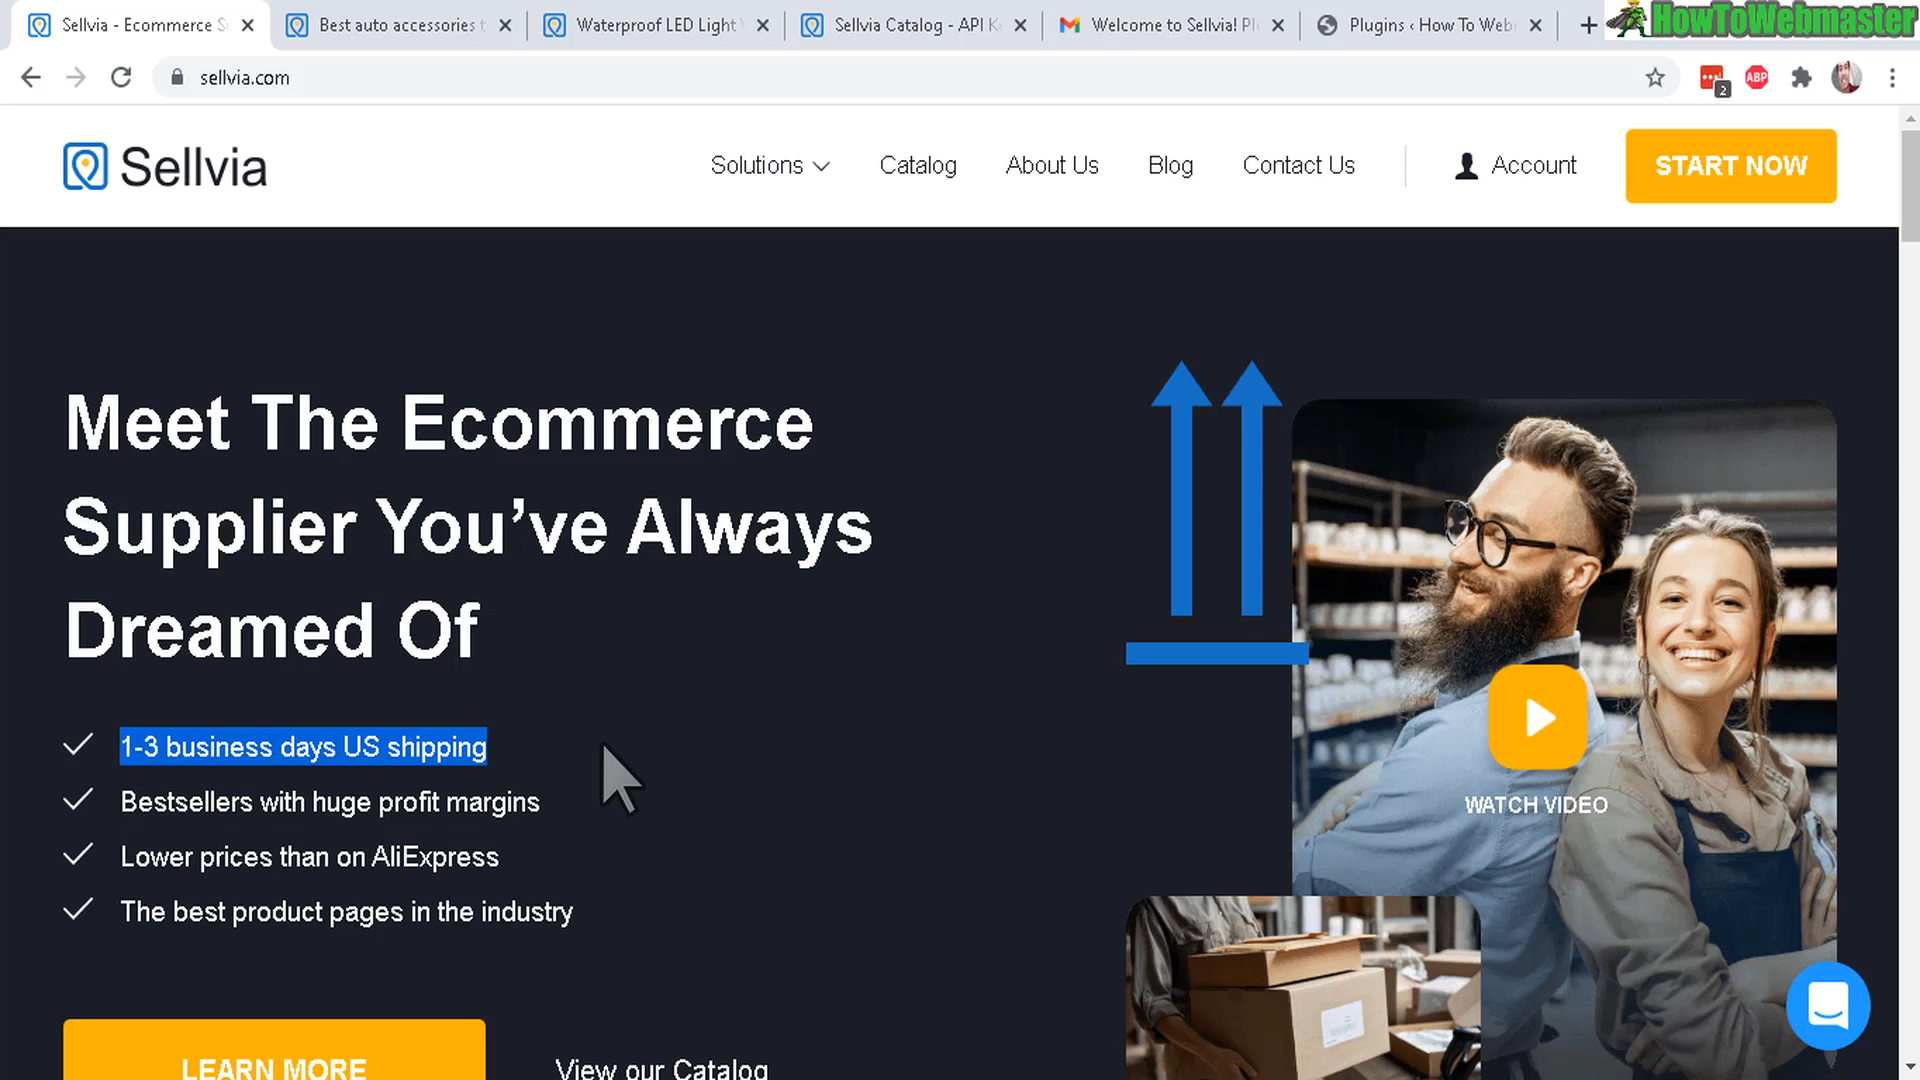 Sellvia - Ecommerce S
Best auto accessories t
Waterproof LED Light
Sellvia Catalog - API K
Welcome to Sellvia! Pl
Plugins ‹ How To Web
HowToWebmaster
sellvia.com
2
ABP
Sellvia
Solutions
Catalog
About Us
Blog
Contact Us
Account
START NOW
Meet The Ecommerce
Supplier You’ve Always
Dreamed Of
1-3 business days US shipping
Bestsellers with huge profit margins
Lower prices than on AliExpress
The best product pages in the industry
WATCH VIDEO
LEARN MORE
View our Catalog